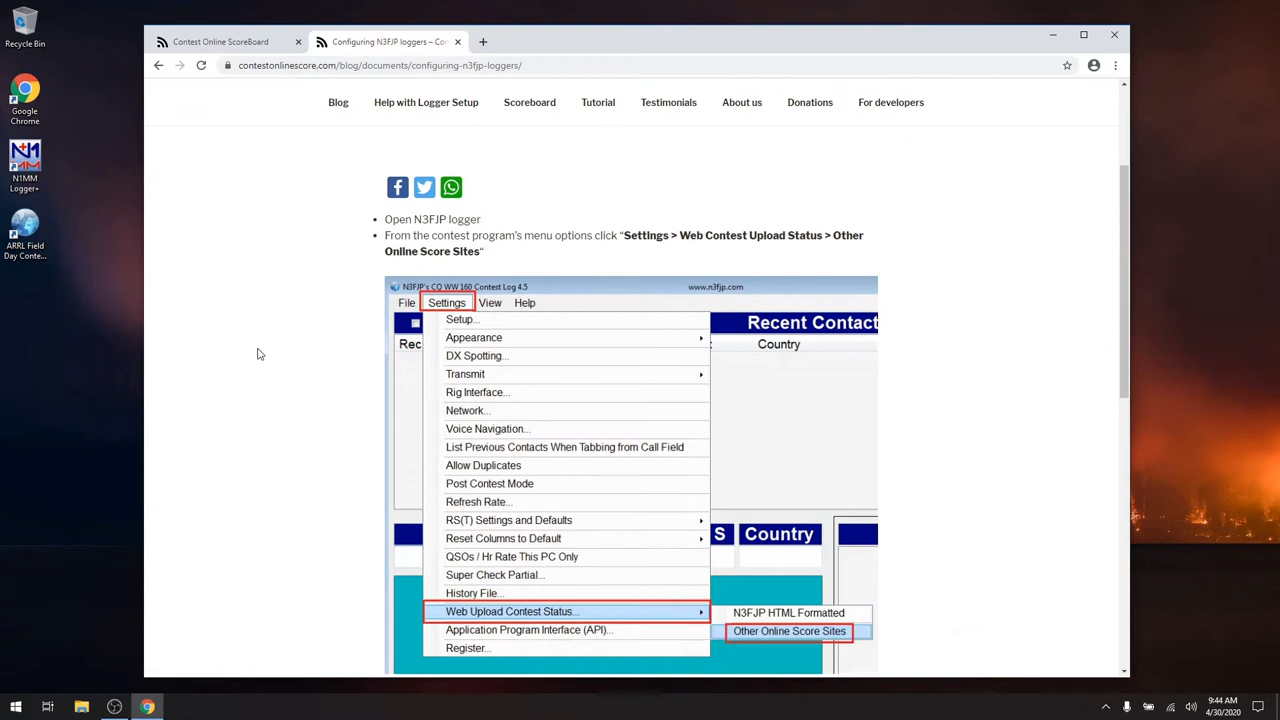 Recycle Bin
Google
Chrome
N1MM
Logger+
ARRL Field
Day Conte...
Contest Online ScoreBoard
Configuring N3FJP loggers – Co
contestonlinescore.com/blog/documents/configuring-n3fjp-loggers/
Blog
Help with Logger Setup
Scoreboard
Tutorial
Testimonials
About us
Donations
For developers
• Open N3FJP logger
• From the contest program's menu options click “Settings > Web Contest Upload Status > Other
Online Score Sites“
N3FJP's CQ WW 160 Contest Log 4.5
www.n3fjp.com
File
Settings
View
Help
Recent Contac
Rec
Country
Setup...
Appearance
DX Spotting...
Transmit
Rig Interface...
Network...
Voice Navigation...
List Previous Contacts When Tabbing from Call Field
Allow Duplicates
Post Contest Mode
Refresh Rate...
RS(T) Settings and Defaults
S
Country
Reset Columns to Default
QSOs / Hr Rate This PC Only
Super Check Partial...
History File...
Web Upload Contest Status...
N3FJP HTML Formatted
Application Program Interface (API)...
Other Online Score Sites
Register...
9:44 AM
4/30/2020